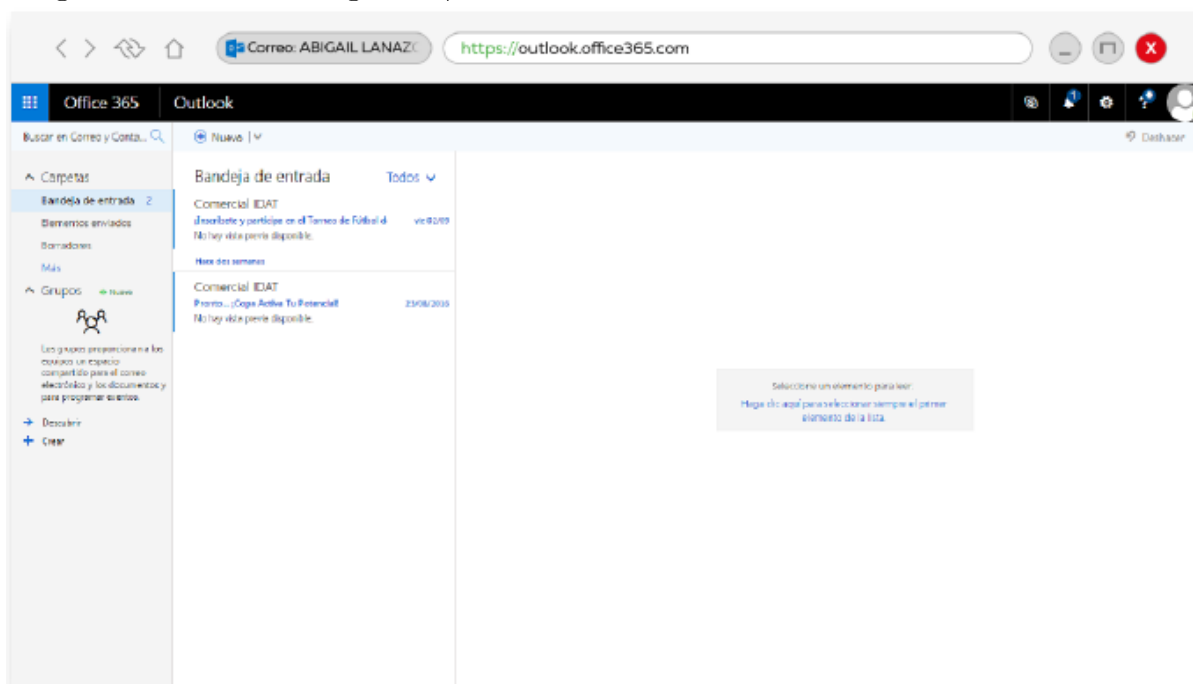 Correo: ABIGAIL LANAZC
https://outlook.office365.com
Office 365
Outlook
Buscar en Correo y Conta...
Nuevo
Deshacer
Carpetas
Bandeja de entrada 2
Elementos enviados
Borradores
Más
Grupos
Nuevo
Los grupos proporcionan a los
equipos un espacio
compartido para el correo
electrónico y los documentos y
para programar eventos.
Descubrir
Crear
Bandeja de entrada
Todos
Comercial IDAT
¡Inscríbete y participa en el Torneo de Fútbol d
vie 02/09
No hay vista previa disponible.
Hace dos semanas
Comercial IDAT
Pronto... ¡Copa Activa Tu Potencial!
23/08/2016
No hay vista previa disponible.
Seleccione un elemento para leer.
Haga clic aquí para seleccionar siempre el primer
elemento de la lista.